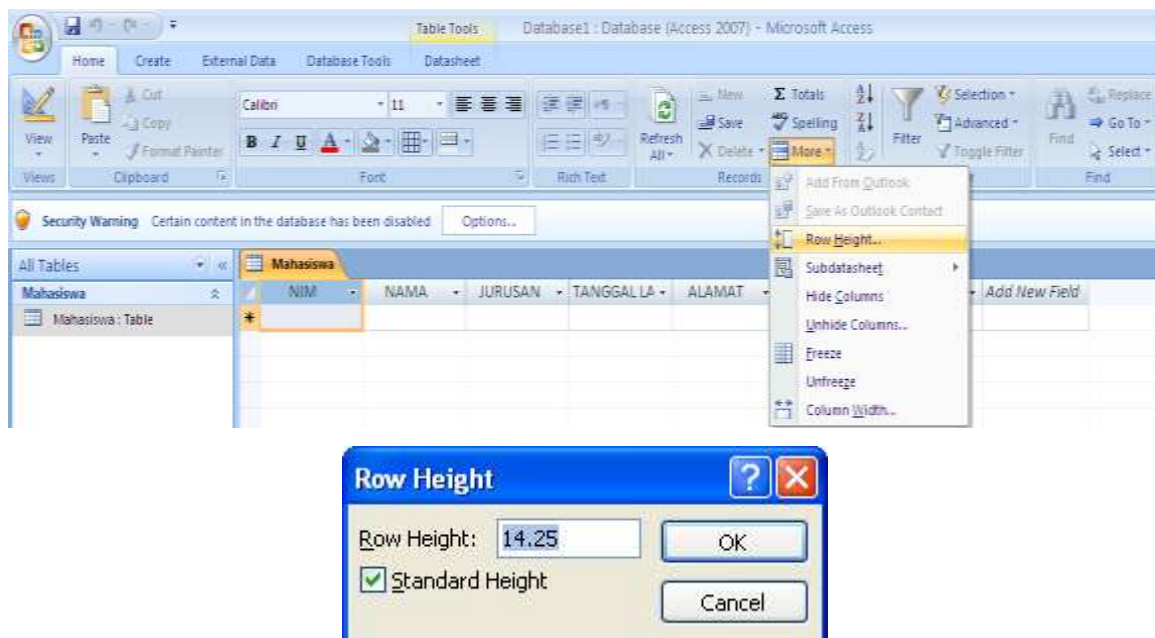 Table Tools Database1 : Database (Access 2007) - Microsoft Access
Home Create External Data Database Tools Datasheet
View
Views
Paste
Cut
Copy
Format Painter
Clipboard
Calibri 11
B I U A
Font
Rich Text
Refresh
All
New
Save
Delete
Σ Totals
Spelling
More
Records
Filter
Selection
Advanced
Toggle Filter
Find
Replace
Go To
Select
Find
Security Warning Certain content in the database has been disabled Options...
Add From Outlook
Save As Outlook Contact
Row Height...
Subdatasheet
Hide Columns
Unhide Columns...
Freeze
Unfreeze
Column Width...
All Tables «
Mahasiswa
Mahasiswa : Table
Mahasiswa
NIM NAMA JURUSAN TANGGAL LA ALAMAT Add New Field
*
Row Height ?
Row Height: 14.25 OK
Standard Height
Cancel